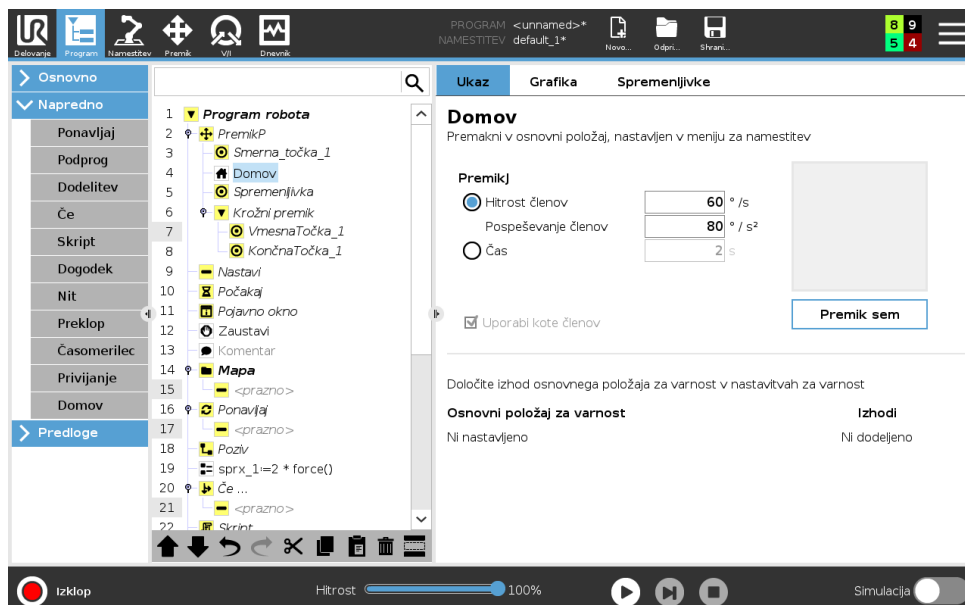 PROGRAM <unnamed>*
NAMESTITEV default_1*
Delovanje
Program
Namestitev
Premik
V/I
Dnevnik
Novo...
Odpri...
Shrani...
8 9
5 4
Osnovno
Napredno
Ponavljaj
Podprog
Dodelitev
Če
Skript
Dogodek
Nit
Preklop
Časomerilec
Privijanje
Domov
Predloge
1 Program robota
2 PremikP
3 Smerna_točka_1
4 Domov
5 Spremenljivka
6 Krožni premik
7 VmesnaTočka_1
8 KončnaTočka_1
9 Nastavi
10 Počakaj
11 Pojavno okno
12 Zaustavi
13 Komentar
14 Mapa
15 <prazno>
16 Ponavljaj
17 <prazno>
18 Poziv
19 sprx_1:=2 * force()
20 Če ...
21 <prazno>
22 Skript
Ukaz
Grafika
Spremenljivke
Domov
Premakni v osnovni položaj, nastavljen v meniju za namestitev
PremikJ
Hitrost členov 60 ° /s
Pospeševanje členov 80 ° / s²
Čas 2 s
Uporabi kote členov
Premik sem
Določite izhod osnovnega položaja za varnost v nastavitvah za varnost
Osnovni položaj za varnost Izhodi
Ni nastavljeno Ni dodeljeno
Izklop
Hitrost 100%
Simulacija